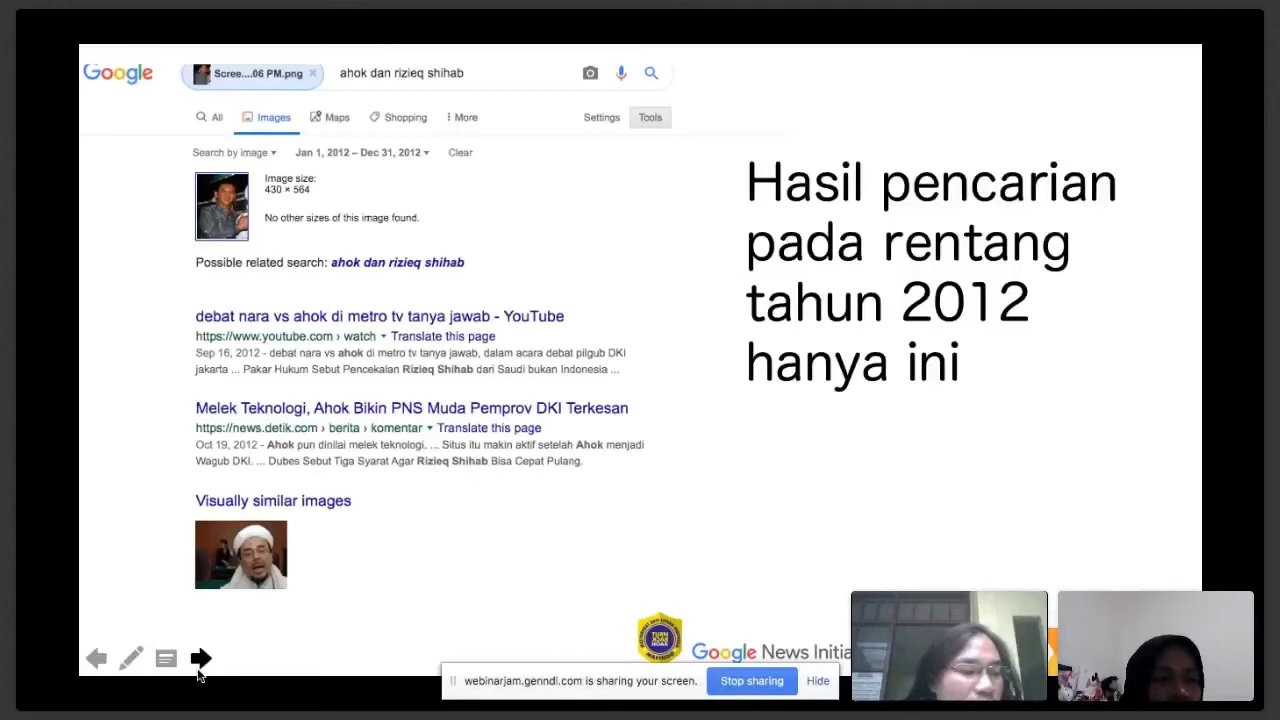 Google
Scree....06 PM.png ×
ahok dan rizieq shihab
All
Images
Maps
Shopping
More
Settings
Tools
Search by image
Jan 1, 2012 – Dec 31, 2012
Clear
Image size:
430 × 564
No other sizes of this image found.
Possible related search: ahok dan rizieq shihab
debat nara vs ahok di metro tv tanya jawab - YouTube
https://www.youtube.com › watch ▾ Translate this page
Sep 16, 2012 - debat nara vs ahok di metro tv tanya jawab, dalam acara debat pilgub DKI
jakarta ... Pakar Hukum Sebut Pencekalan Rizieq Shihab dari Saudi bukan Indonesia ...
Melek Teknologi, Ahok Bikin PNS Muda Pemprov DKI Terkesan
https://news.detik.com › berita › komentar ▾ Translate this page
Oct 19, 2012 - Ahok pun dinilai melek teknologi. ... Situs itu makin aktif setelah Ahok menjadi
Wagub DKI. ... Dubes Sebut Tiga Syarat Agar Rizieq Shihab Bisa Cepat Pulang.
Visually similar images
Hasil pencarian
pada rentang
tahun 2012
hanya ini
TURN
BACK
HOAX
MAFINDO
Google News Initia
webinarjam.genndi.com is sharing your screen.
Stop sharing
Hide